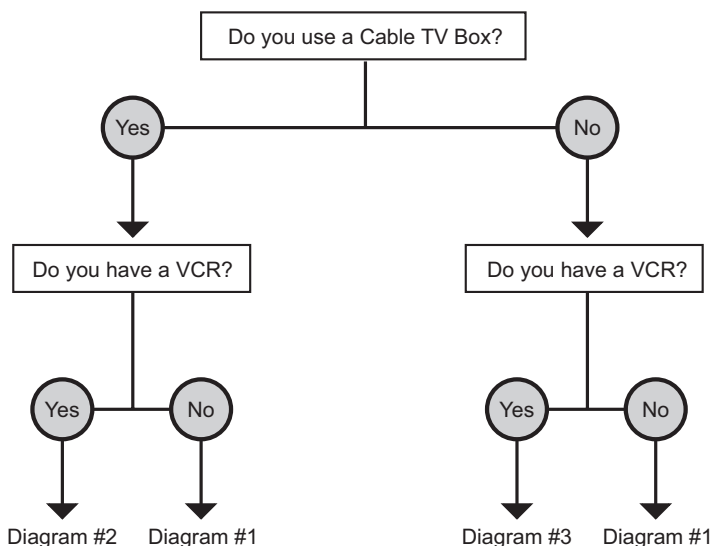 Do you use a Cable TV Box?
Yes
No
Do you have a VCR?
Do you have a VCR?
Yes
No
Yes
No
Diagram #2
Diagram #1
Diagram #3
Diagram #1